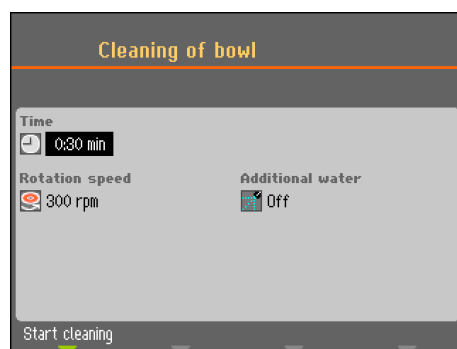 Cleaning of bowl
Time
0:30 min
Rotation speed
Additional water
300 rpm
Off
Start cleaning